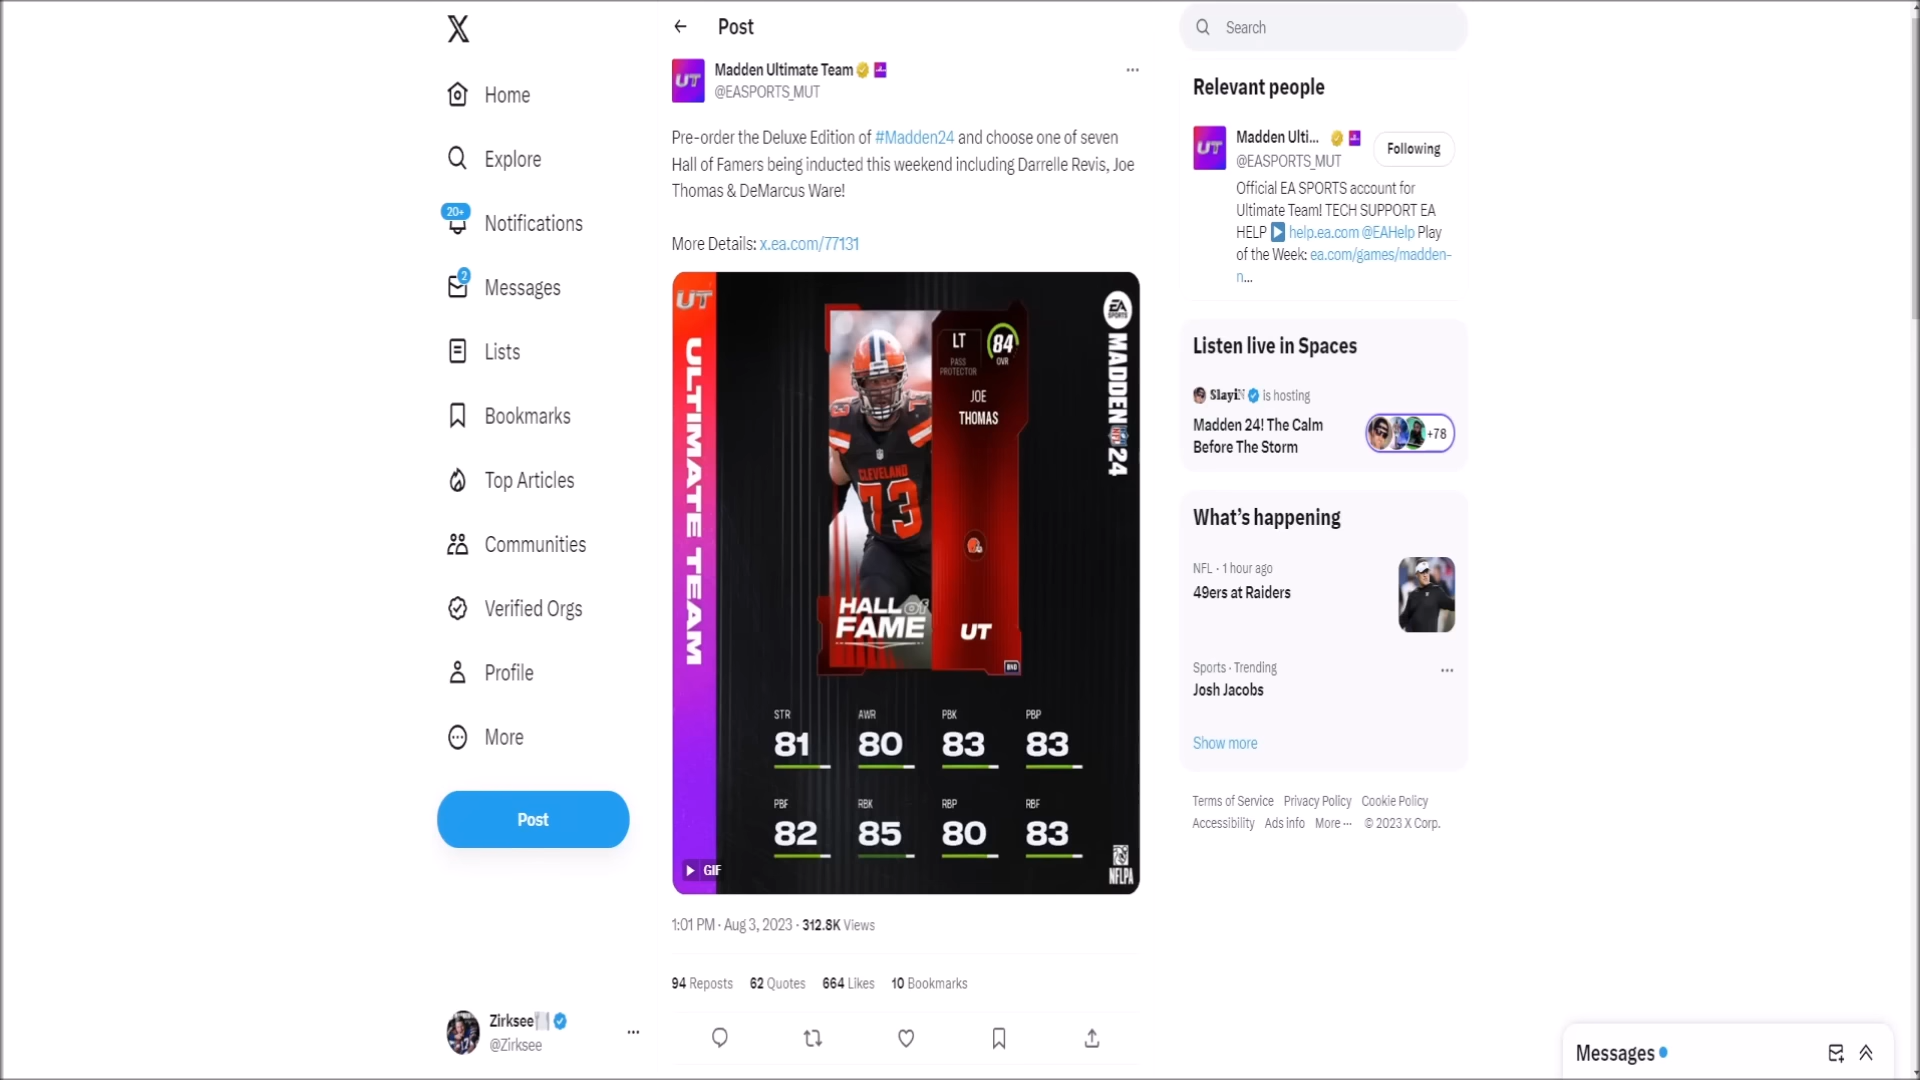 Home
Explore
20+
Notifications
2
Messages
Lists
Bookmarks
Top Articles
Communities
Verified Orgs
Profile
More
Post
Zirksee
@Zirksee
Post
UT
Madden Ultimate Team
@EASPORTS_MUT
Pre-order the Deluxe Edition of #Madden24 and choose one of seven
Hall of Famers being inducted this weekend including Darrelle Revis, Joe
Thomas & DeMarcus Ware!
More Details: x.ea.com/77131
UT
ULTIMATE TEAM
LT
PASS
PROTECTOR
84
OVR
JOE
THOMAS
CLEVELAND
73
HALL of
FAME
UT
BND
EA
SPORTS
MADDEN NFL 24
STR
AWR
PBK
PBP
81
80
83
83
PBF
RBK
RBP
RBF
82
85
80
83
GIF
NFLPA
1:01 PM · Aug 3, 2023 · 312.8K Views
94 Reposts 62 Quotes 664 Likes 10 Bookmarks
Search
Relevant people
UT
Madden Ulti...
@EASPORTS_MUT
Following
Official EA SPORTS account for
Ultimate Team! TECH SUPPORT EA
HELP help.ea.com @EAHelp Play
of the Week: ea.com/games/madden-
n...
Listen live in Spaces
SlayiN is hosting
Madden 24! The Calm
Before The Storm
+78
What's happening
NFL · 1 hour ago
49ers at Raiders
Sports · Trending
Josh Jacobs
Show more
Terms of Service Privacy Policy Cookie Policy
Accessibility Ads info More ··· © 2023 X Corp.
Messages